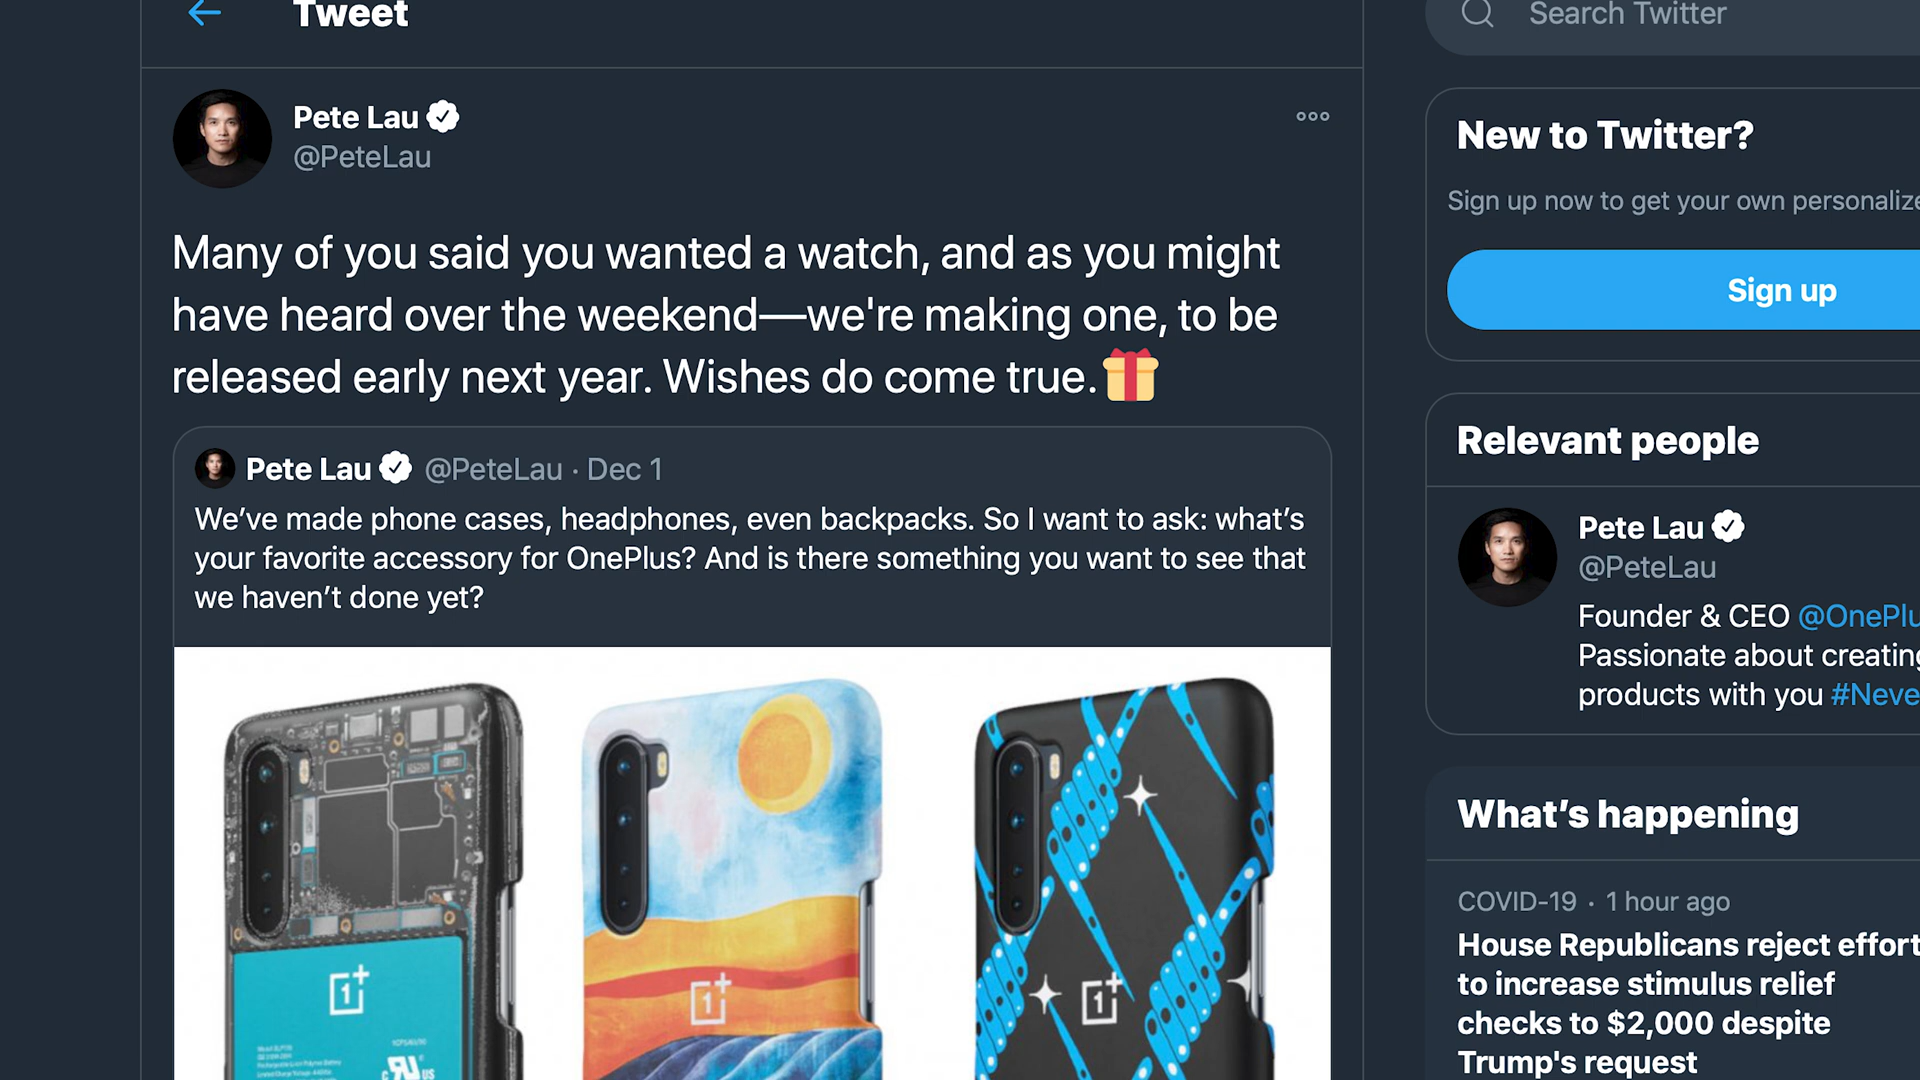 Tweet
Pete Lau
@PeteLau
Many of you said you wanted a watch, and as you might
have heard over the weekend—we're making one, to be
released early next year. Wishes do come true.
Pete Lau @PeteLau · Dec 1
We’ve made phone cases, headphones, even backpacks. So I want to ask: what’s
your favorite accessory for OnePlus? And is there something you want to see that
we haven’t done yet?
1+
1+
1+
Search Twitter
New to Twitter?
Sign up now to get your own personalize
Sign up
Relevant people
Pete Lau
@PeteLau
Founder & CEO @OnePlu
Passionate about creating
products with you #Neve
What’s happening
COVID-19 · 1 hour ago
House Republicans reject effort
to increase stimulus relief
checks to $2,000 despite
Trump's request